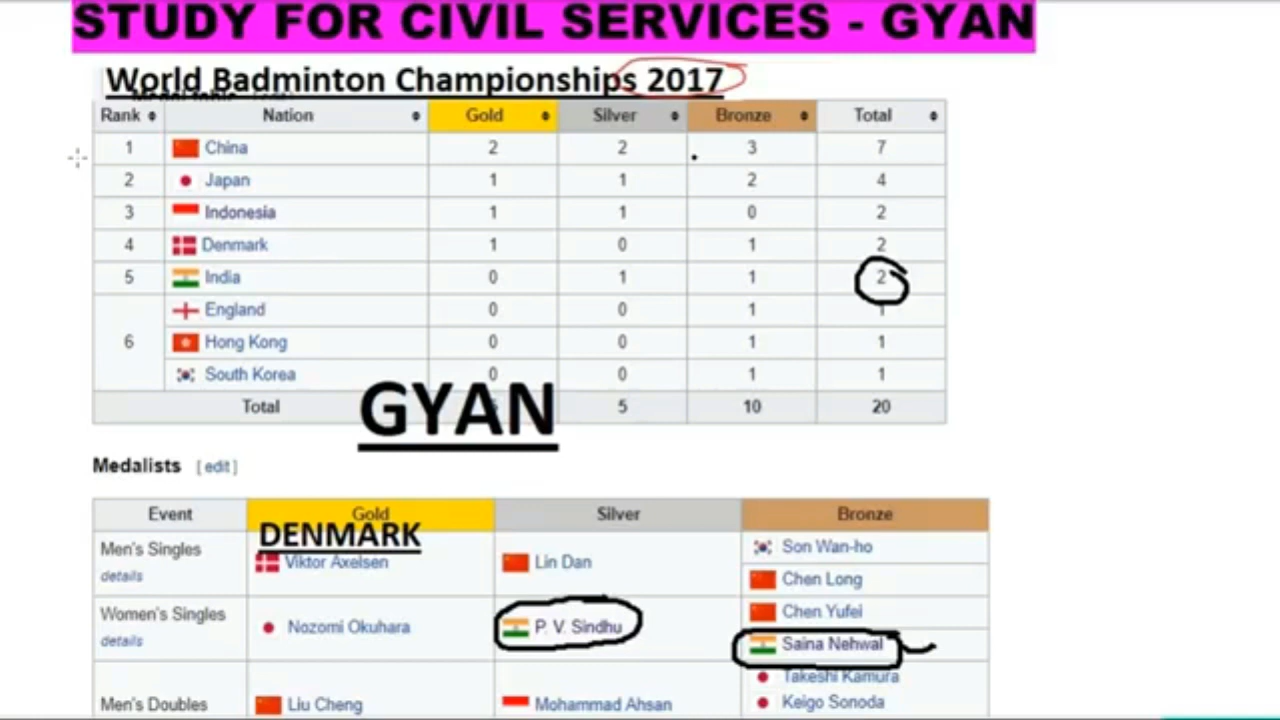 STUDY FOR CIVIL SERVICES - GYAN
World Badminton Championships 2017
Rank Nation Gold Silver Bronze Total
1 China 2 2 3 7
2 Japan 1 1 2 4
3 Indonesia 1 1 0 2
4 Denmark 1 0 1 2
5 India 0 1 1 2
England 0 0 1 1
6 Hong Kong 0 0 1 1
South Korea 0 0 1 1
Total 5 10 20
GYAN
Medalists [edit]
Event Gold Silver Bronze
DENMARK
Men's Singles
details
Viktor Axelsen
Lin Dan
Son Wan-ho
Chen Long
Women's Singles
details
Nozomi Okuhara
P. V. Sindhu
Chen Yufei
Saina Nehwal
Men's Doubles
Liu Cheng
Mohammad Ahsan
Takeshi Kamura
Keigo Sonoda